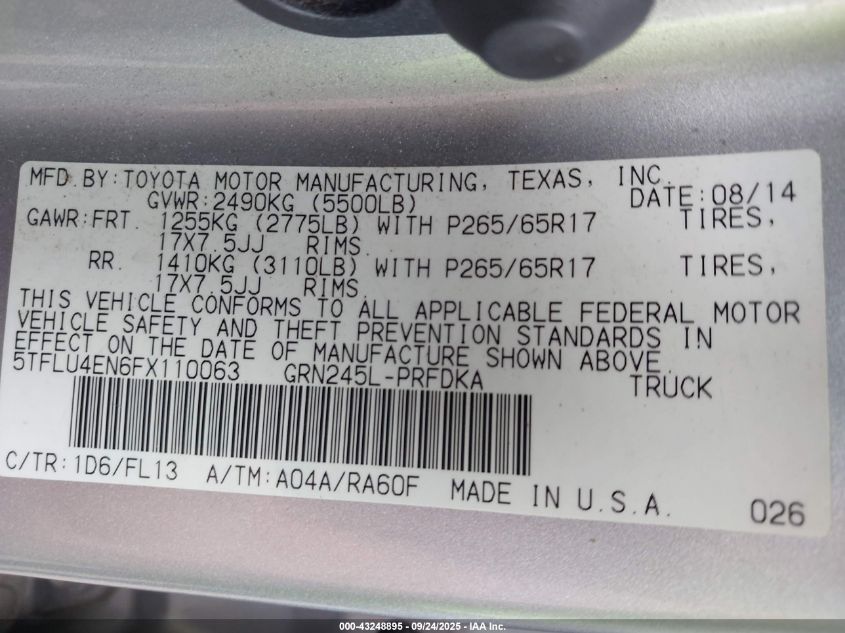 MFD.BY:TOYOTA MOTOR MANUFACTURING, TEXAS, INC.
GVWR:2490KG (5500LB) DATE:08/14
GAWR:FRT. 1255KG (2775LB) WITH P265/65R17 TIRES,
17X7.5JJ RIMS.
RR. 1410KG (3110LB) WITH P265/65R17 TIRES,
17X7.5JJ RIMS.
THIS VEHICLE CONFORMS TO ALL APPLICABLE FEDERAL MOTOR
VEHICLE SAFETY AND THEFT PREVENTION STANDARDS IN
EFFECT ON THE DATE OF MANUFACTURE SHOWN ABOVE.
5TFLU4EN6FX110063 GRN245L-PRFDKA TRUCK
C/TR:1D6/FL13 A/TM:A04A/RA60F MADE IN U.S.A.
026
000-43248895 - 09/24/2025 - IAA Inc.